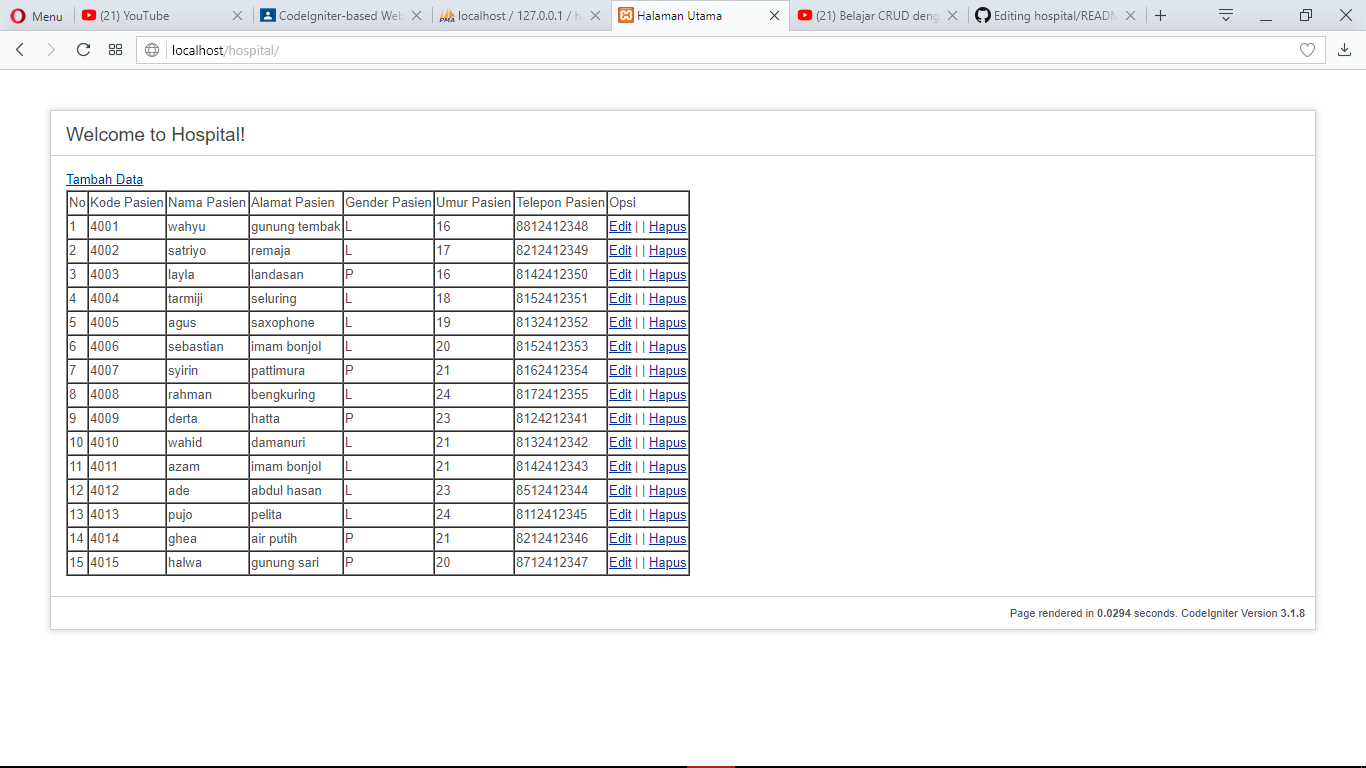 Menu (21) YouTube CodeIgniter-based Web localhost / 127.0.0.1 / h Halaman Utama (21) Belajar CRUD deng Editing hospital/READM
localhost/hospital/
Welcome to Hospital!
Tambah Data
No Kode Pasien Nama Pasien Alamat Pasien Gender Pasien Umur Pasien Telepon Pasien Opsi
1 4001 wahyu gunung tembak L 16 8812412348 Edit | | Hapus
2 4002 satriyo remaja L 17 8212412349 Edit | | Hapus
3 4003 layla landasan P 16 8142412350 Edit | | Hapus
4 4004 tarmiji seluring L 18 8152412351 Edit | | Hapus
5 4005 agus saxophone L 19 8132412352 Edit | | Hapus
6 4006 sebastian imam bonjol L 20 8152412353 Edit | | Hapus
7 4007 syirin pattimura P 21 8162412354 Edit | | Hapus
8 4008 rahman bengkuring L 24 8172412355 Edit | | Hapus
9 4009 derta hatta P 23 8124212341 Edit | | Hapus
10 4010 wahid damanuri L 21 8132412342 Edit | | Hapus
11 4011 azam imam bonjol L 21 8142412343 Edit | | Hapus
12 4012 ade abdul hasan L 23 8512412344 Edit | | Hapus
13 4013 pujo pelita L 24 8112412345 Edit | | Hapus
14 4014 ghea air putih P 21 8212412346 Edit | | Hapus
15 4015 halwa gunung sari P 20 8712412347 Edit | | Hapus
Page rendered in 0.0294 seconds. CodeIgniter Version 3.1.8